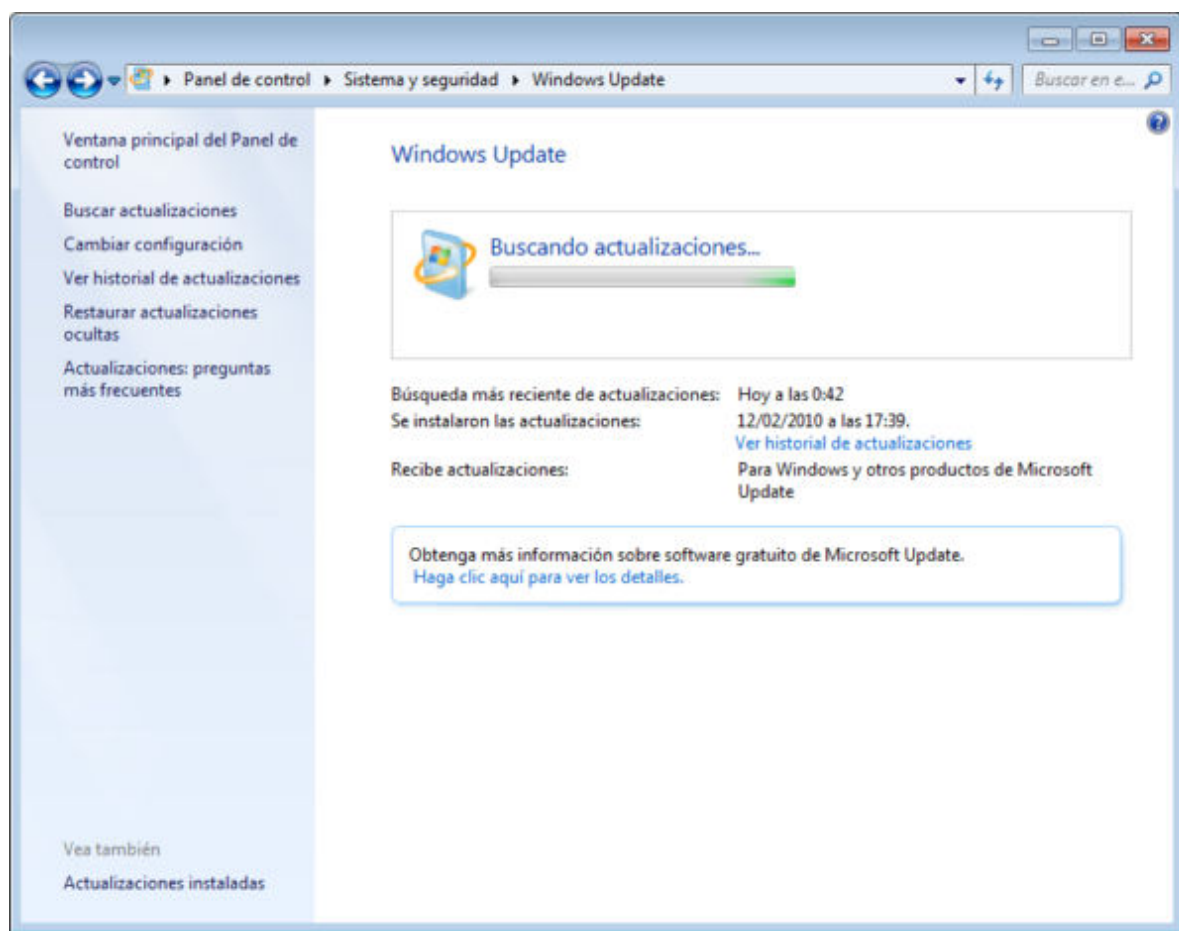 Panel de control ▸ Sistema y seguridad ▸ Windows Update
Buscar en e...
Ventana principal del Panel de
control
Buscar actualizaciones
Cambiar configuración
Ver historial de actualizaciones
Restaurar actualizaciones
ocultas
Actualizaciones: preguntas
más frecuentes
Vea también
Actualizaciones instaladas
Windows Update
Buscando actualizaciones...
Búsqueda más reciente de actualizaciones: Hoy a las 0:42
Se instalaron las actualizaciones: 12/02/2010 a las 17:39.
Ver historial de actualizaciones
Recibe actualizaciones: Para Windows y otros productos de Microsoft
Update
Obtenga más información sobre software gratuito de Microsoft Update.
Haga clic aquí para ver los detalles.